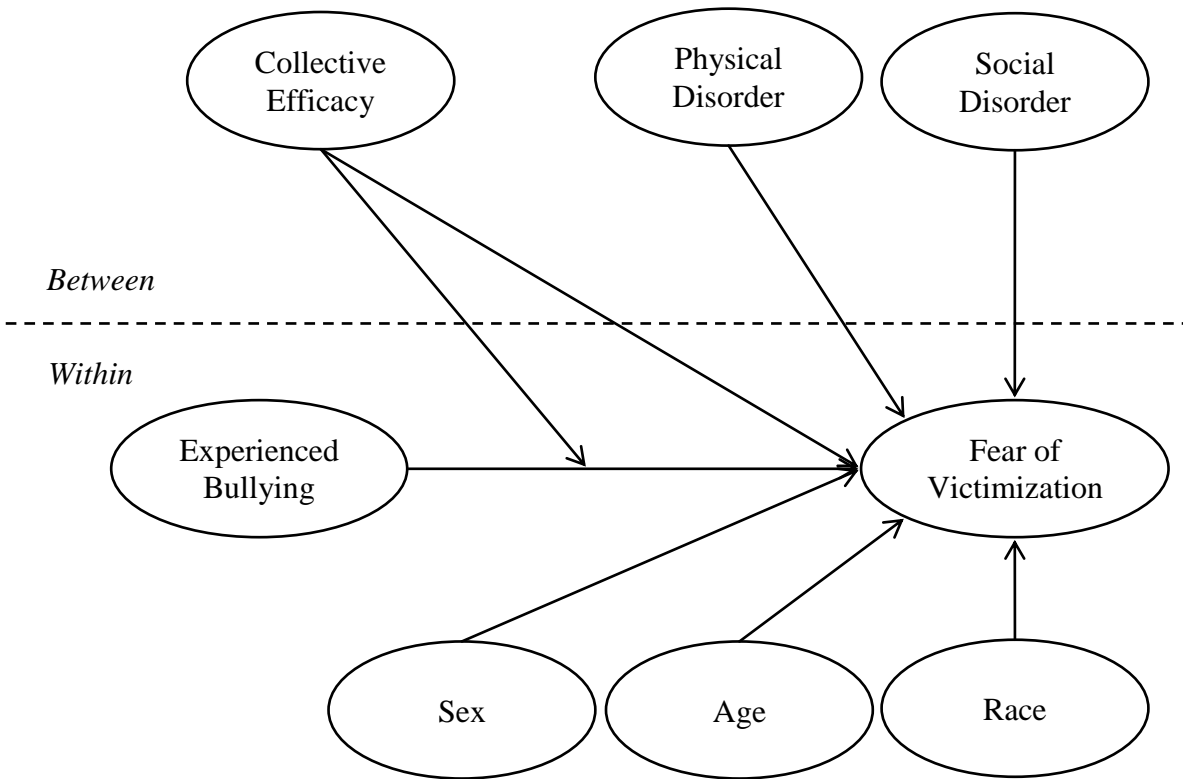 Collective
Efficacy
Physical
Disorder
Social
Disorder
Between
Within
Experienced
Bullying
Fear of
Victimization
Sex
Age
Race